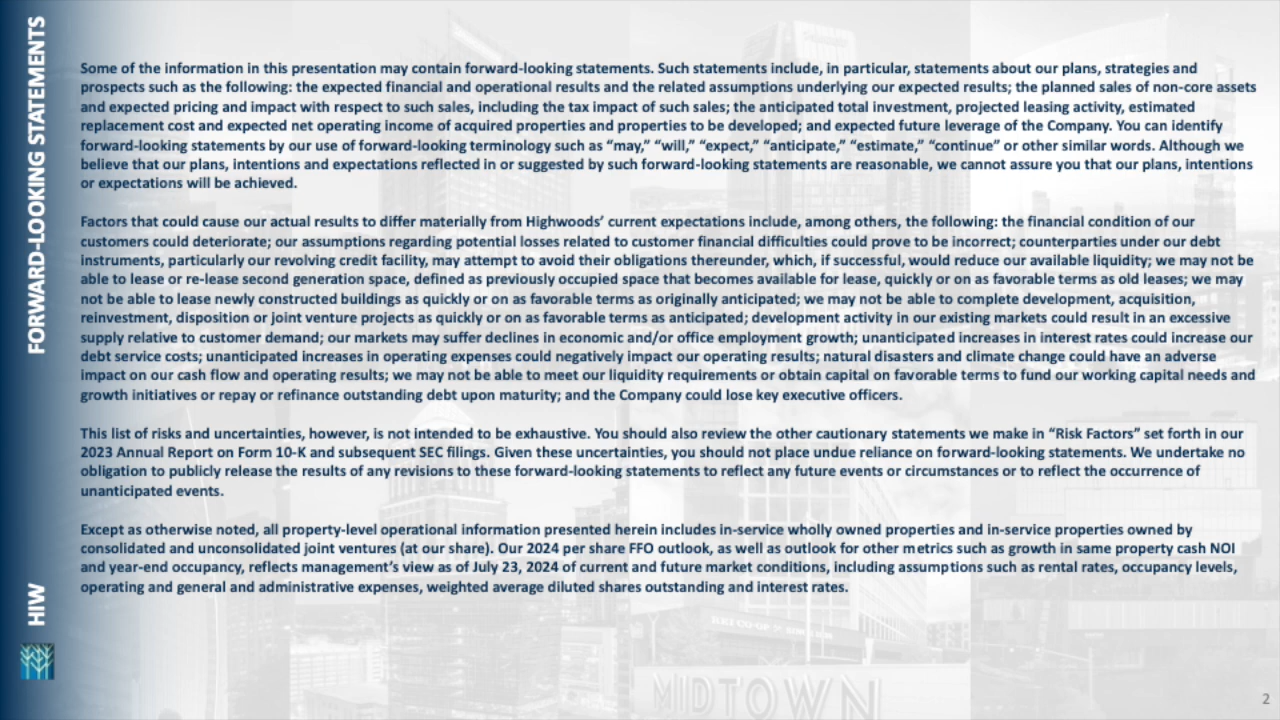 FORWARD-LOOKING STATEMENTS
HIW
Some of the information in this presentation may contain forward-looking statements. Such statements include, in particular, statements about our plans, strategies and
prospects such as the following: the expected financial and operational results and the related assumptions underlying our expected results; the planned sales of non-core assets
and expected pricing and impact with respect to such sales, including the tax impact of such sales; the anticipated total investment, projected leasing activity, estimated
replacement cost and expected net operating income of acquired properties and properties to be developed; and expected future leverage of the Company. You can identify
forward-looking statements by our use of forward-looking terminology such as “may,” “will,” “expect,” “anticipate,” “estimate,” “continue” or other similar words. Although we
believe that our plans, intentions and expectations reflected in or suggested by such forward-looking statements are reasonable, we cannot assure you that our plans, intentions
or expectations will be achieved.
Factors that could cause our actual results to differ materially from Highwoods’ current expectations include, among others, the following: the financial condition of our
customers could deteriorate; our assumptions regarding potential losses related to customer financial difficulties could prove to be incorrect; counterparties under our debt
instruments, particularly our revolving credit facility, may attempt to avoid their obligations thereunder, which, if successful, would reduce our available liquidity; we may not be
able to lease or re-lease second generation space, defined as previously occupied space that becomes available for lease, quickly or on as favorable terms as old leases; we may
not be able to lease newly constructed buildings as quickly or on as favorable terms as originally anticipated; we may not be able to complete development, acquisition,
reinvestment, disposition or joint venture projects as quickly or on as favorable terms as anticipated; development activity in our existing markets could result in an excessive
supply relative to customer demand; our markets may suffer declines in economic and/or office employment growth; unanticipated increases in interest rates could increase our
debt service costs; unanticipated increases in operating expenses could negatively impact our operating results; natural disasters and climate change could have an adverse
impact on our cash flow and operating results; we may not be able to meet our liquidity requirements or obtain capital on favorable terms to fund our working capital needs and
growth initiatives or repay or refinance outstanding debt upon maturity; and the Company could lose key executive officers.
This list of risks and uncertainties, however, is not intended to be exhaustive. You should also review the other cautionary statements we make in “Risk Factors” set forth in our
2023 Annual Report on Form 10-K and subsequent SEC filings. Given these uncertainties, you should not place undue reliance on forward-looking statements. We undertake no
obligation to publicly release the results of any revisions to these forward-looking statements to reflect any future events or circumstances or to reflect the occurrence of
unanticipated events.
Except as otherwise noted, all property-level operational information presented herein includes in-service wholly owned properties and in-service properties owned by
consolidated and unconsolidated joint ventures (at our share). Our 2024 per share FFO outlook, as well as outlook for other metrics such as growth in same property cash NOI
and year-end occupancy, reflects management’s view as of July 23, 2024 of current and future market conditions, including assumptions such as rental rates, occupancy levels,
operating and general and administrative expenses, weighted average diluted shares outstanding and interest rates.
MIDTOWN
2